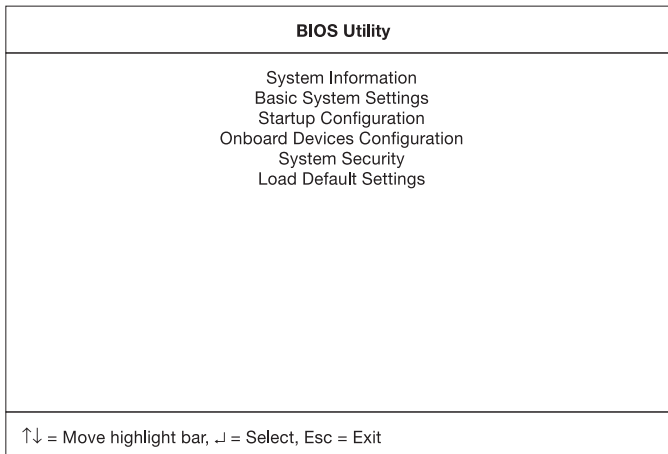 BIOS Utility
System Information
Basic System Settings
Startup Configuration
Onboard Devices Configuration
System Security
Load Default Settings
↑↓ = Move highlight bar, ↵ = Select, Esc = Exit